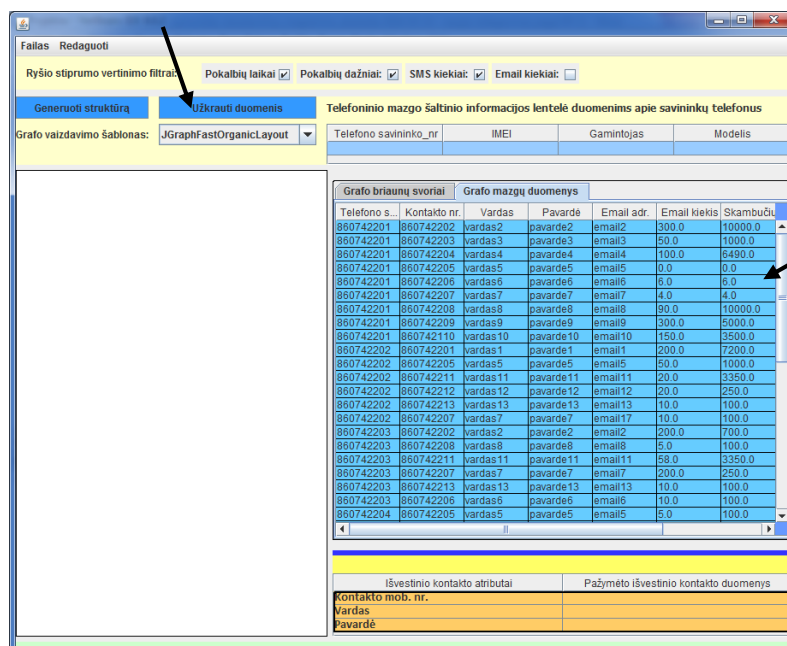 Failas Redaguoti
Ryšio stiprumo vertinimo filtrai: Pokalbių laikai Pokalbių dažniai: SMS kiekiai: Email kiekiai:
Generuoti struktūrą Užkrauti duomenis Telefoninio mazgo šaltinio informacijos lentelė duomenims apie savininkų telefonus
Grafo vaizdavimo šablonas: JGraphFastOrganicLayout Telefono savininko_nr IMEI Gamintojas Modelis
Grafo briaunų svoriai Grafo mazgų duomenys
Telefono s... Kontakto nr. Vardas Pavardė Email adr. Email kiekis Skambučių
860742201 860742202 vardas2 pavarde2 email2 300.0 10000.0
860742201 860742203 vardas3 pavarde3 email3 50.0 1000.0
860742201 860742204 vardas4 pavarde4 email4 100.0 6490.0
860742201 860742205 vardas5 pavarde5 email5 0.0 0.0
860742201 860742206 vardas6 pavarde6 email6 6.0 6.0
860742201 860742207 vardas7 pavarde7 email7 4.0 4.0
860742201 860742208 vardas8 pavarde8 email8 90.0 10000.0
860742201 860742209 vardas9 pavarde9 email9 300.0 5000.0
860742201 860742110 vardas10 pavarde10 email10 150.0 3500.0
860742202 860742201 vardas1 pavarde1 email1 200.0 7200.0
860742202 860742205 vardas5 pavarde5 email5 50.0 1000.0
860742202 860742211 vardas11 pavarde11 email11 20.0 3350.0
860742202 860742212 vardas12 pavarde12 email12 20.0 250.0
860742202 860742213 vardas13 pavarde13 email13 10.0 100.0
860742202 860742207 vardas7 pavarde7 email17 10.0 100.0
860742203 860742202 vardas2 pavarde2 email2 200.0 700.0
860742203 860742208 vardas8 pavarde8 email8 5.0 100.0
860742203 860742211 vardas11 pavarde11 email11 58.0 3350.0
860742203 860742207 vardas7 pavarde7 email7 200.0 250.0
860742203 860742213 vardas13 pavarde13 email13 10.0 100.0
860742203 860742206 vardas6 pavarde6 email6 10.0 100.0
860742204 860742205 vardas5 pavarde5 email5 5.0 100.0
Išvestinio kontakto atributai Pažymėto išvestinio kontakto duomenys
Kontakto mob. nr.
Vardas
Pavardė